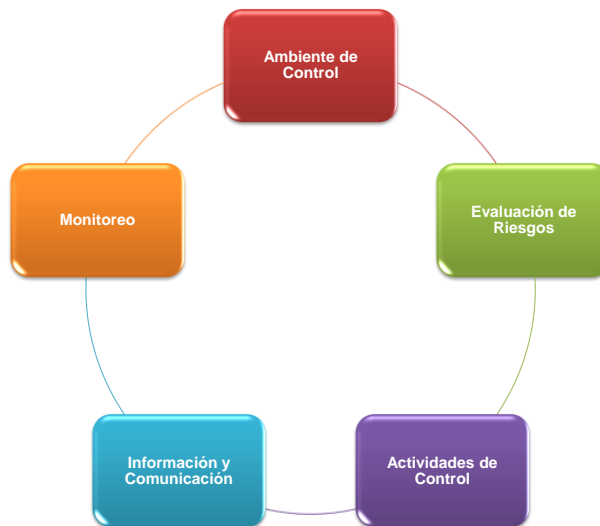 Ambiente de
Control
Evaluación de
Riesgos
Actividades de
Control
Información y
Comunicación
Monitoreo